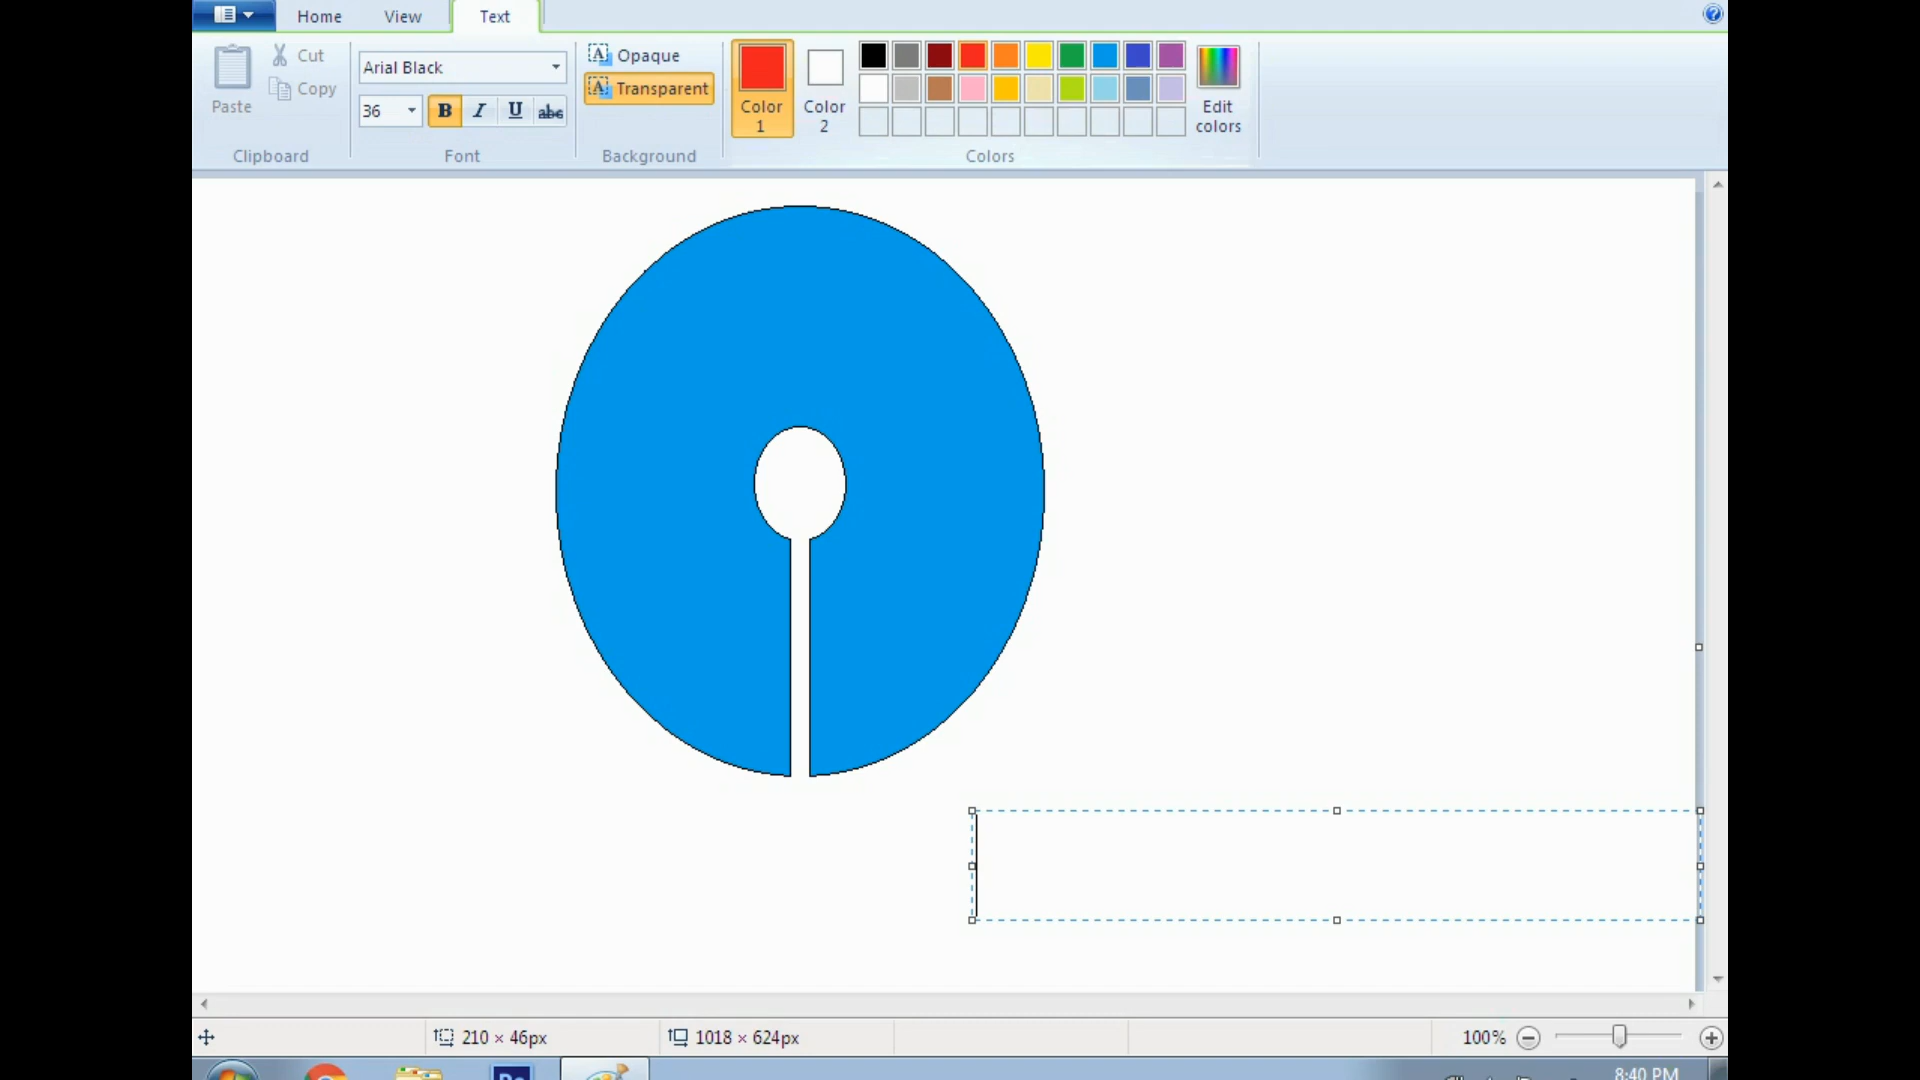 Home View Text
Cut
Copy
Paste
Clipboard
Arial Black
36 B I U abc
Font
Opaque
Transparent
Background
Color 1
Color 2
Colors
Edit colors
210 × 46px
1018 × 624px
100%
8:40 PM